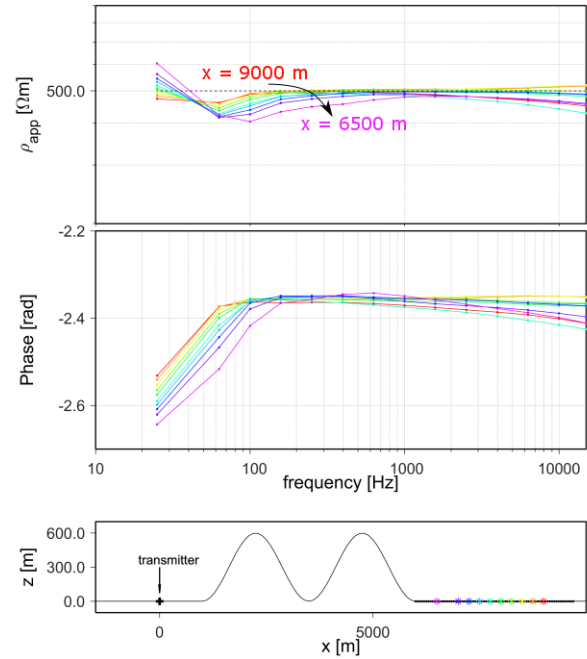 500.0
ρapp [Ωm]
x = 9000 m
x = 6500 m
-2.2
-2.4
-2.6
Phase [rad]
10 100 1000 10000
frequency [Hz]
600.0
300.0
0.0
z [m]
transmitter
0 5000
x [m]